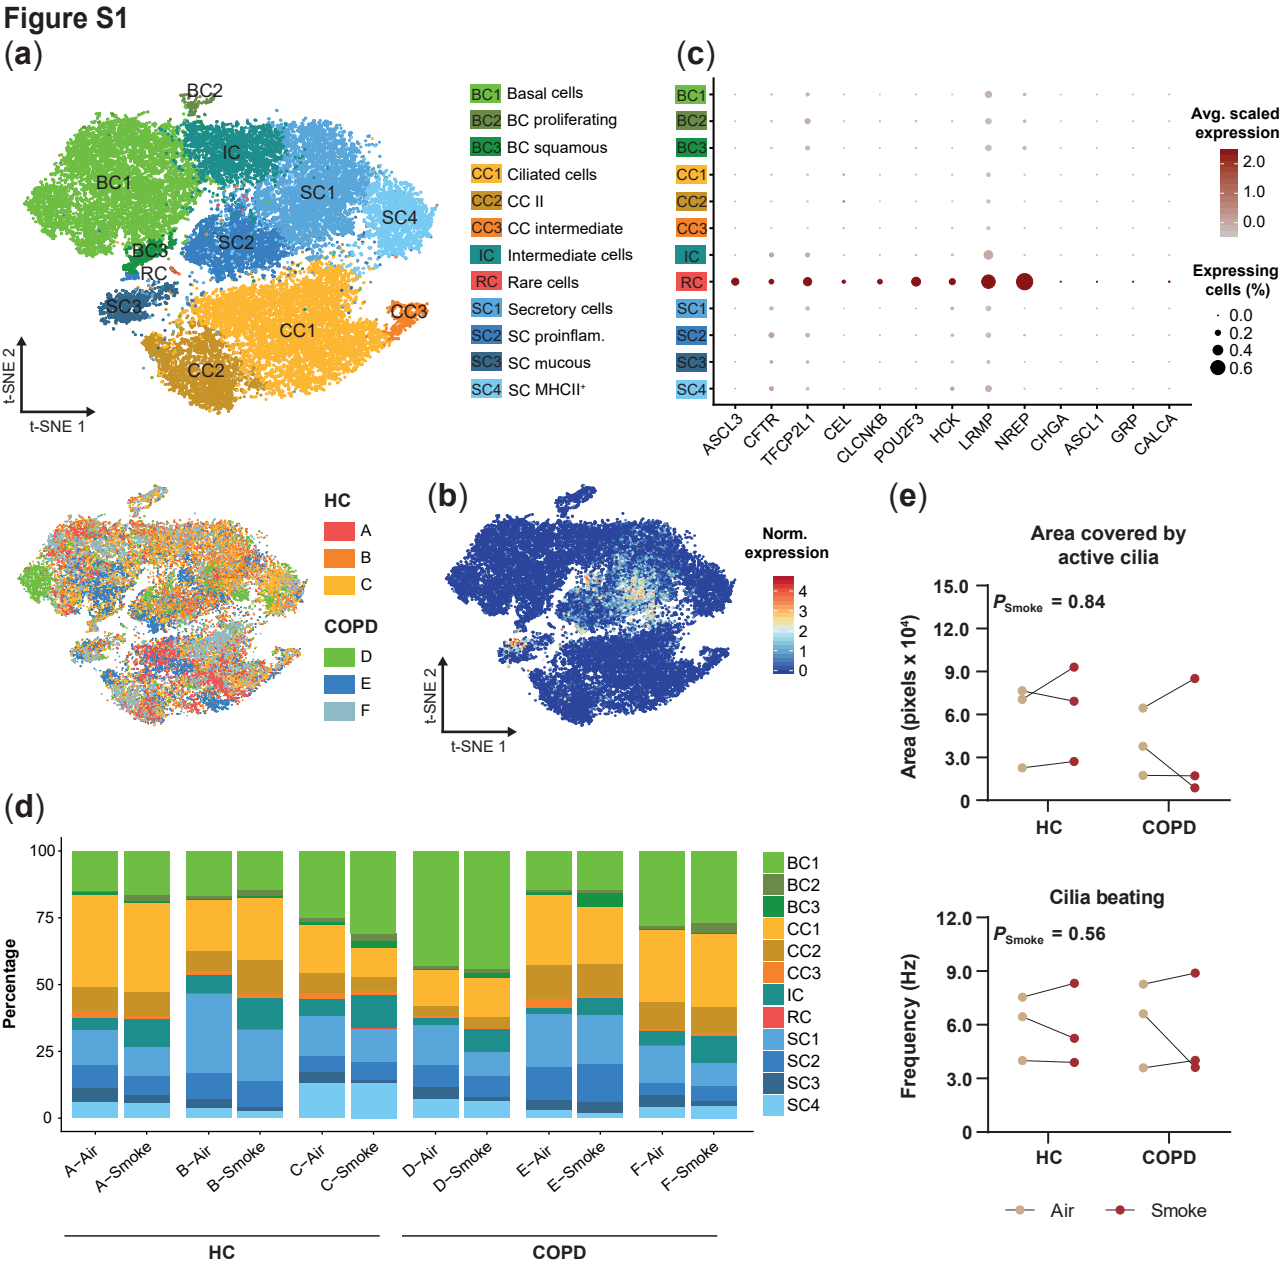 Figure S1
(a)
BC2
IC
BC1
SC1
SC4
SC2
BC3
RC
SC3
CC3
CC1
CC2
t-SNE 2
t-SNE 1
BC1 Basal cells
BC2 BC proliferating
BC3 BC squamous
CC1 Ciliated cells
CC2 CC II
CC3 CC intermediate
IC Intermediate cells
RC Rare cells
SC1 Secretory cells
SC2 SC proinflam.
SC3 SC mucous
SC4 SC MHCII+
(c)
BC1
BC2
BC3
CC1
CC2
CC3
IC
RC
SC1
SC2
SC3
SC4
ASCL3
CFTR
TFCP2L1
CEL
CLCNKB
POU2F3
HCK
LRMP
NREP
CHGA
ASCL1
GRP
CALCA
Avg. scaled
expression
2.0
1.0
0.0
Expressing
cells (%)
0.0
0.2
0.4
0.6
HC
A
B
C
COPD
D
E
F
(b)
Norm.
expression
4
3
2
1
0
t-SNE 2
t-SNE 1
(e)
Area covered by
active cilia
PSmoke = 0.84
Area (pixels x 10⁴)
15.0
12.0
9.0
6.0
3.0
0
HC
COPD
Cilia beating
PSmoke = 0.56
Frequency (Hz)
12.0
9.0
6.0
3.0
0
HC
COPD
Air
Smoke
(d)
Percentage
100
75
50
25
0
A−Air
A−Smoke
B−Air
B−Smoke
C−Air
C−Smoke
D−Air
D−Smoke
E−Air
E−Smoke
F−Air
F−Smoke
HC
COPD
BC1
BC2
BC3
CC1
CC2
CC3
IC
RC
SC1
SC2
SC3
SC4